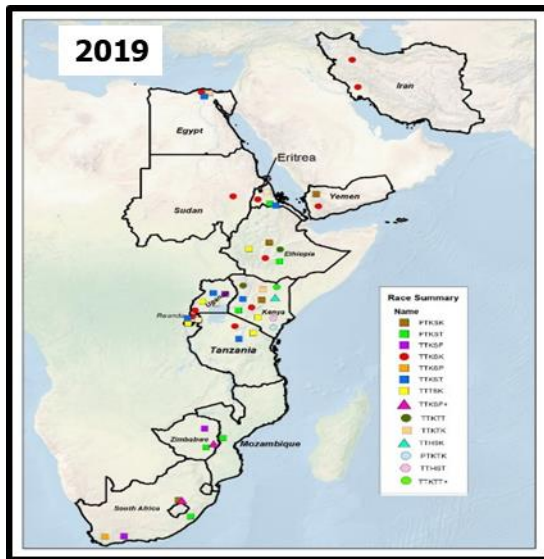 2019
Iran
Egypt
Eritrea
Yemen
Sudan
Ethiopia
Rwanda
Kenya
Tanzania
Zimbabwe
Mozambique
South Africa
Race Summary
Name
PTKSK
PTKST
TTKSF
TTKSK
TTKSP
TTKST
TTTSK
TTKSF+
TTKTT
TTKTK
TTHSK
PTKTK
TTHST
TTKTT+